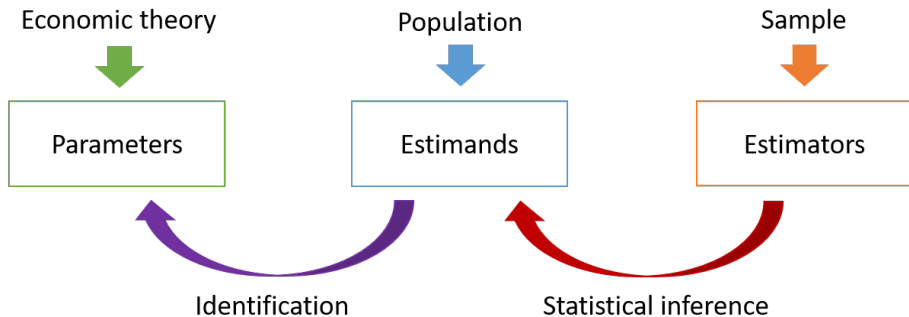 Economic theory
Population
Sample
Parameters
Estimands
Estimators
Identification
Statistical inference